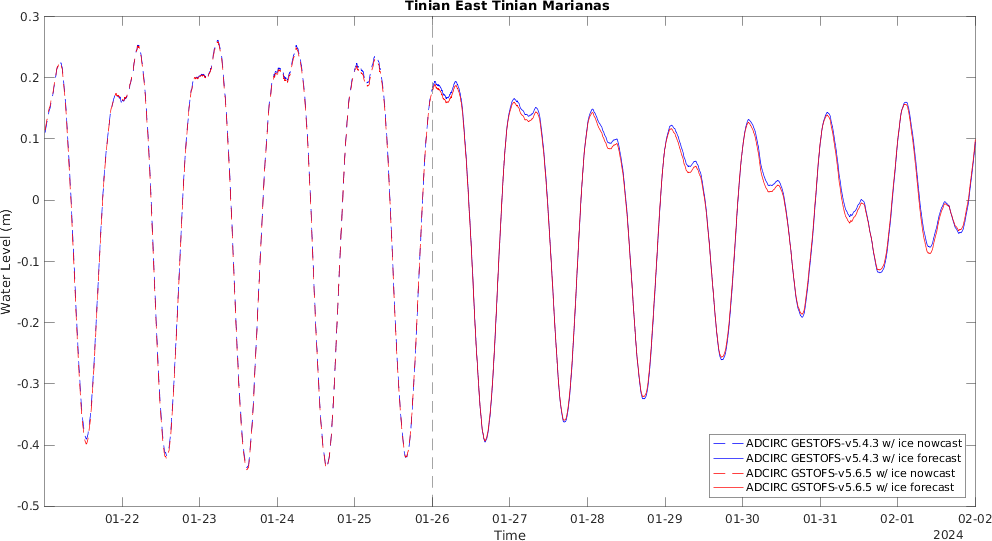 Tinian East Tinian Marianas
0.3
0.2
0.1
0
-0.1
-0.2
-0.3
-0.4
-0.5
Water Level (m)
ADCIRC GESTOFS-v5.4.3 w/ ice nowcast
ADCIRC GESTOFS-v5.4.3 w/ ice forecast
ADCIRC GSTOFS-v5.6.5 w/ ice nowcast
ADCIRC GSTOFS-v5.6.5 w/ ice forecast
01-22 01-23 01-24 01-25 01-26 01-27 01-28 01-29 01-30 01-31 02-01 02-02
Time
2024